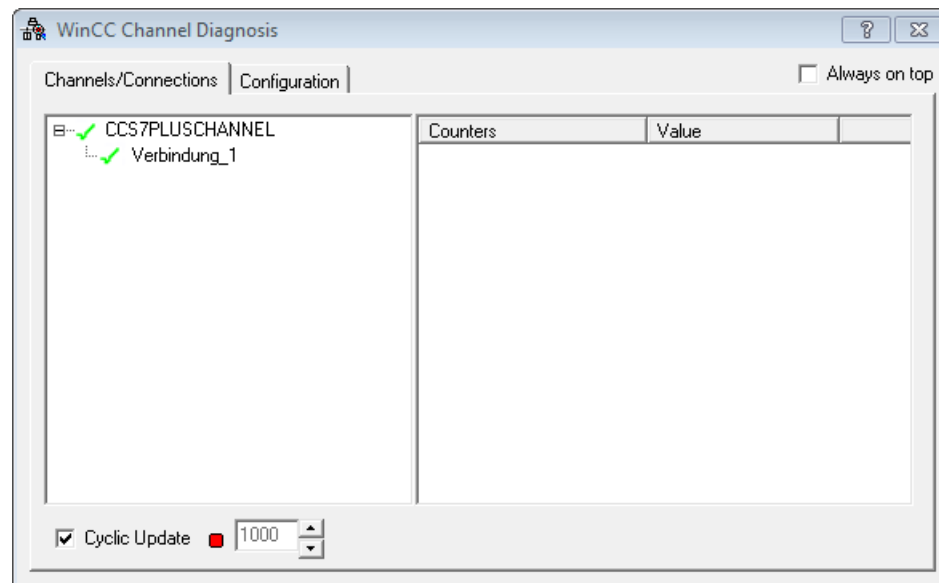 WinCC Channel Diagnosis
Channels/Connections Configuration Always on top
CCS7PLUSCHANNEL Counters Value
Verbindung_1
Cyclic Update 1000